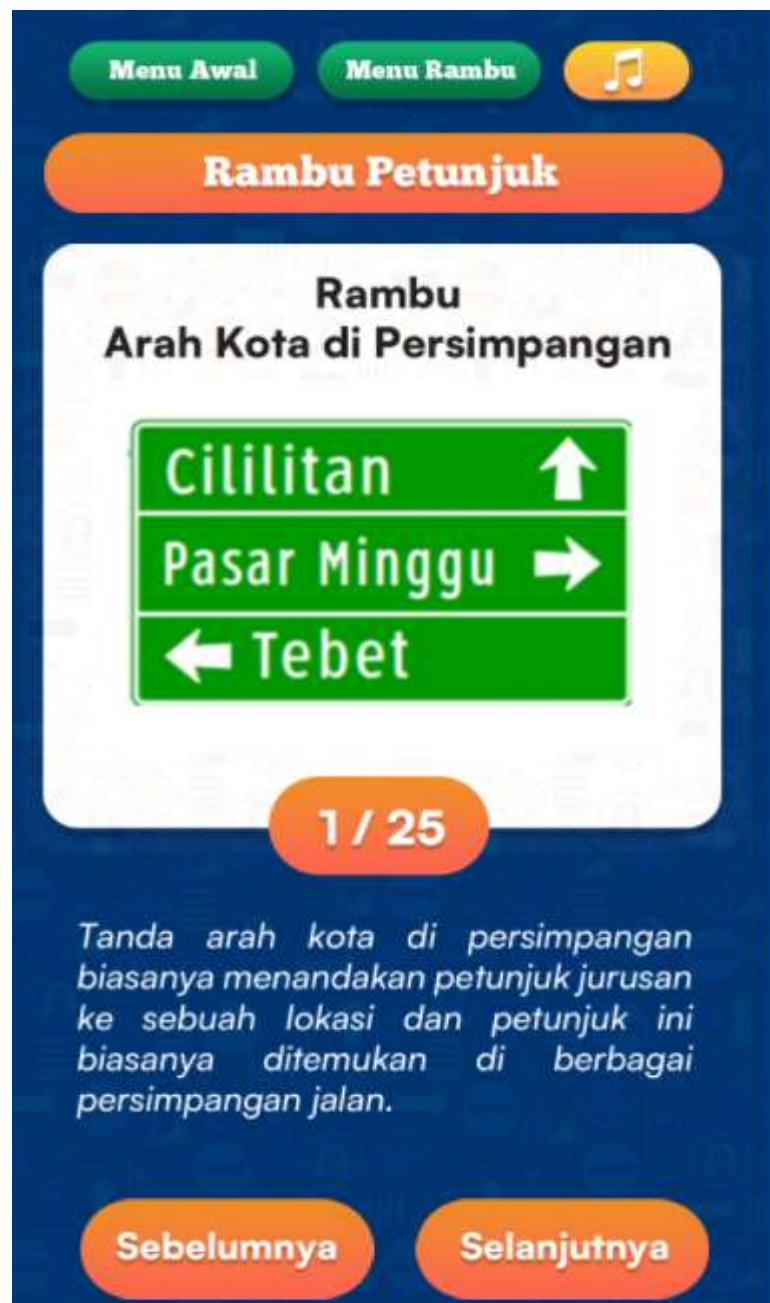 Menu Awal Menu Rambu
Rambu Petunjuk
Rambu
Arah Kota di Persimpangan
Cililitan
Pasar Minggu
Tebet
1 / 25
Tanda arah kota di persimpangan
biasanya menandakan petunjuk jurusan
ke sebuah lokasi dan petunjuk ini
biasanya ditemukan di berbagai
persimpangan jalan.
Sebelumnya Selanjutnya